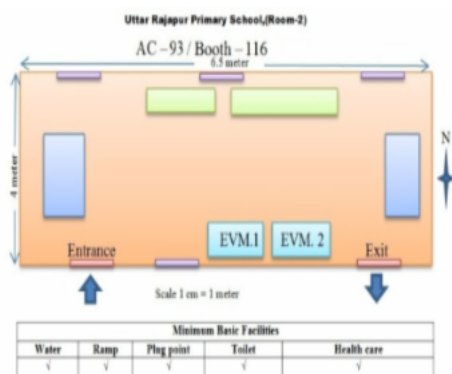 Uttar Rajapur Primary School,(Room-2)
AC –93 / Booth –116
6.5 meter
4 meter
N
EVM.1 EVM. 2
Entrance Exit
Scale 1 cm = 1 meter
Minimum Basic Facilities
Water Ramp Plug point Toilet Health care
√ √ √ √ √